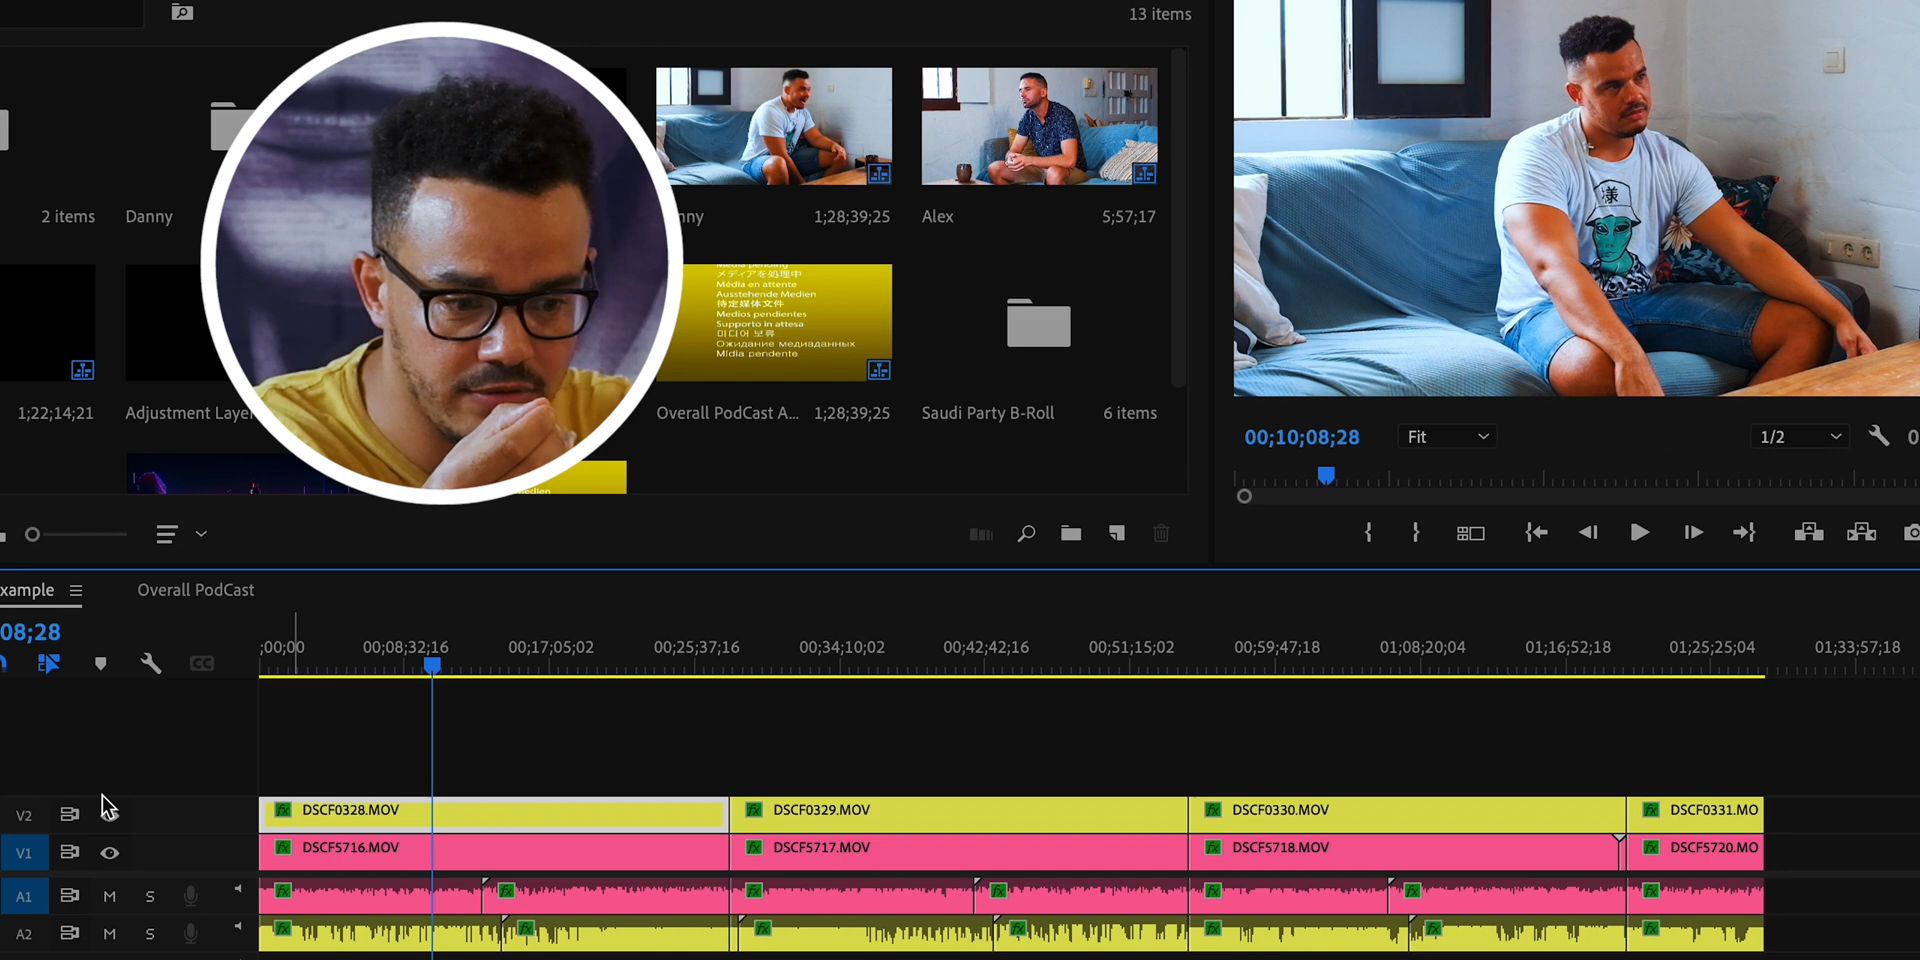 13 items
2 items
Danny
nny
1;28;39;25
Alex
5;57;17
Media pending
メディアを処理中
Média en attente
Ausstehende Medien
待定媒体文件
Medios pendientes
Supporto in attesa
미디어 보류
Ожидание медиаданных
Mídia pendente
1;22;14;21
Adjustment Laye
Overall PodCast A...
1;28;39;25
Saudi Party B-Roll
6 items
様
00;10;08;28
Fit
1/2
0
xample
Overall PodCast
08;28
;00;00
00;08;32;16
00;17;05;02
00;25;37;16
00;34;10;02
00;42;42;16
00;51;15;02
00;59;47;18
01;08;20;04
01;16;52;18
01;25;25;04
01;33;57;18
CC
V2
DSCF0328.MOV
DSCF0329.MOV
DSCF0330.MOV
DSCF0331.MO
V1
DSCF5716.MOV
DSCF5717.MOV
DSCF5718.MOV
DSCF5720.MO
A1
M
S
A2
M
S